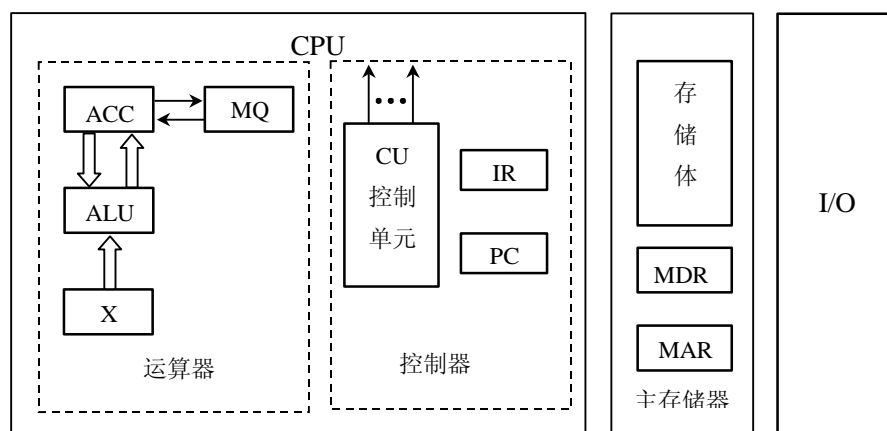 CPU
ACC
MQ
ALU
X
运算器
CU
控制
单元
IR
PC
控制器
存
储
体
MDR
MAR
主存储器
I/O